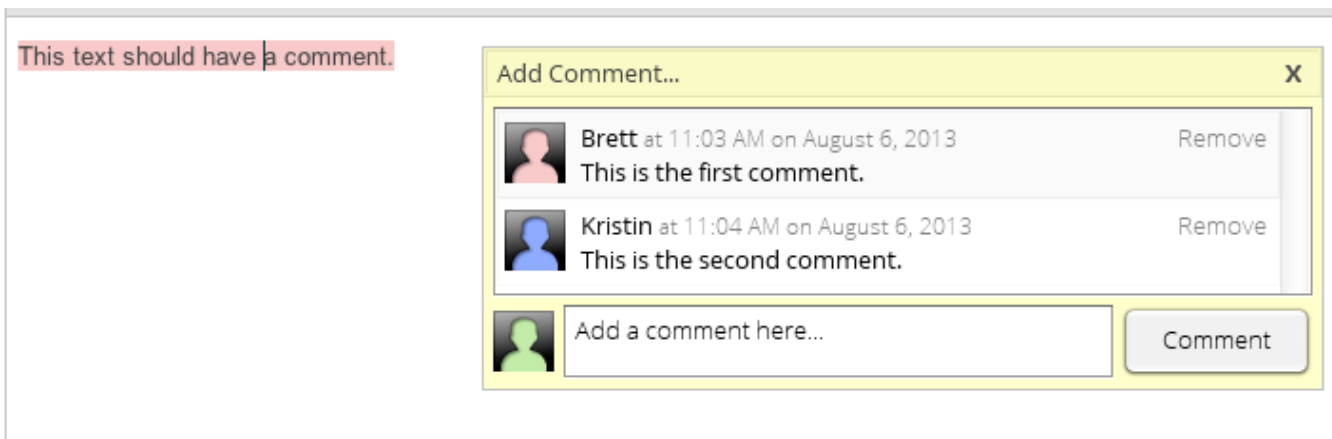 This text should have a comment.
Add Comment... X
Brett at 11:03 AM on August 6, 2013 Remove
This is the first comment.
Kristin at 11:04 AM on August 6, 2013 Remove
This is the second comment.
Add a comment here... Comment